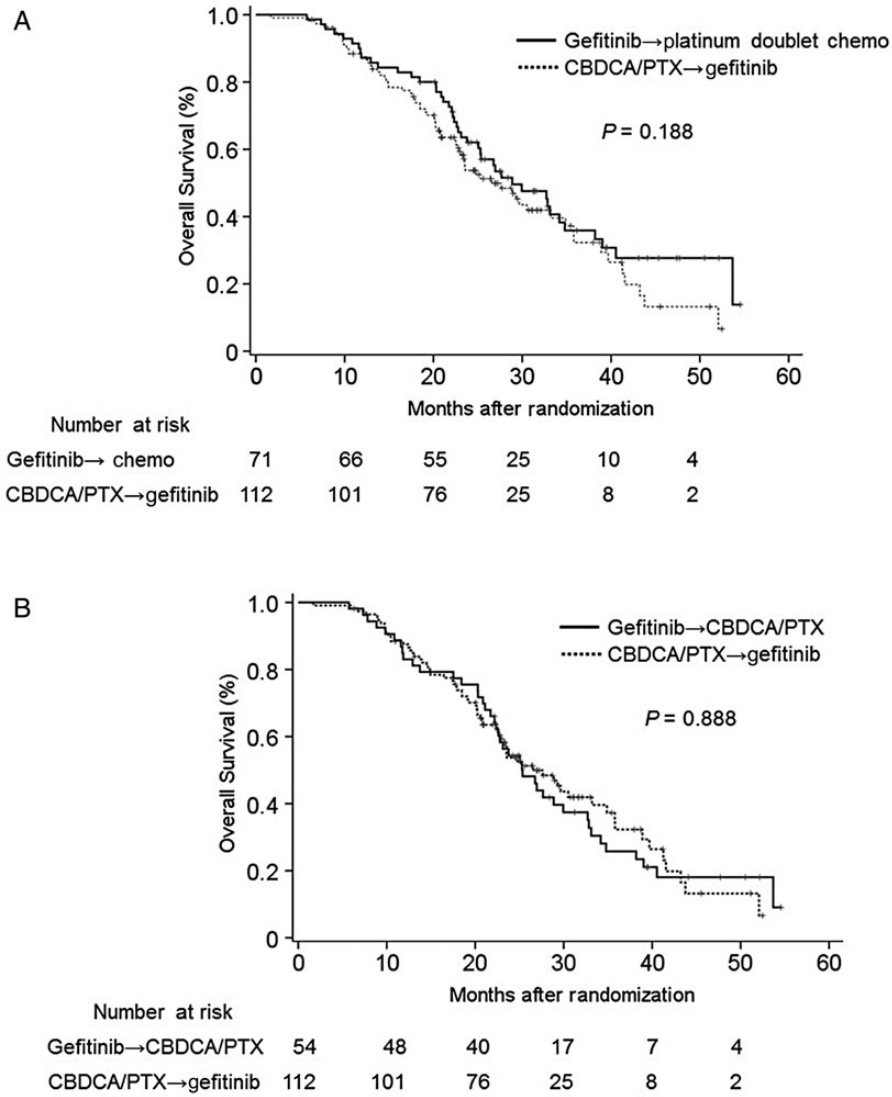 A
1.0
0.8
0.6
0.4
0.2
0
Overall Survival (%)
Gefitinib→platinum doublet chemo
CBDCA/PTX→gefitinib
P = 0.188
0 10 20 30 40 50 60
Months after randomization
Number at risk
Gefitinib→ chemo 71 66 55 25 10 4
CBDCA/PTX→gefitinib 112 101 76 25 8 2
B
1.0
0.8
0.6
0.4
0.2
0
Overall Survival (%)
Gefitinib→CBDCA/PTX
CBDCA/PTX→gefitinib
P = 0.888
0 10 20 30 40 50 60
Months after randomization
Number at risk
Gefitinib→CBDCA/PTX 54 48 40 17 7 4
CBDCA/PTX→gefitinib 112 101 76 25 8 2